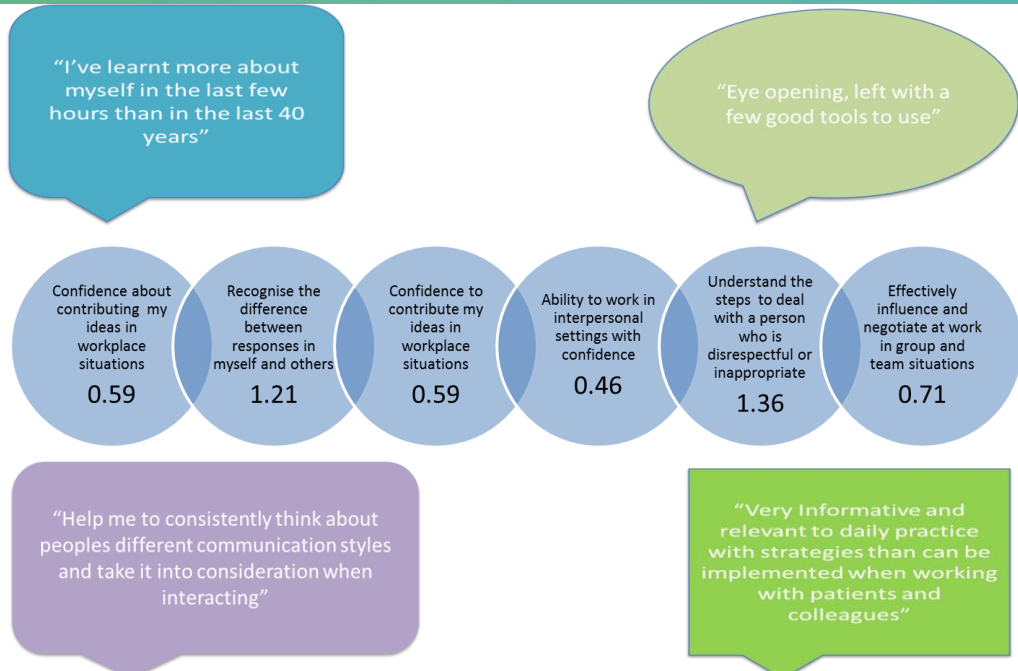 “I’ve learnt more about
myself in the last few
hours than in the last 40
years”
“Eye opening, left with a
few good tools to use”
Confidence about
contributing my
ideas in
workplace
situations
0.59
Recognise the
difference
between
responses in
myself and others
1.21
Confidence to
contribute my
ideas in
workplace
situations
0.59
Ability to work in
interpersonal
settings with
confidence
0.46
Understand the
steps to deal
with a person
who is
disrespectful or
inappropriate
1.36
Effectively
influence and
negotiate at work
in group and
team situations
0.71
“Help me to consistently think about
peoples different communication styles
and take it into consideration when
interacting”
“Very Informative and
relevant to daily practice
with strategies than can be
implemented when working
with patients and
colleagues”